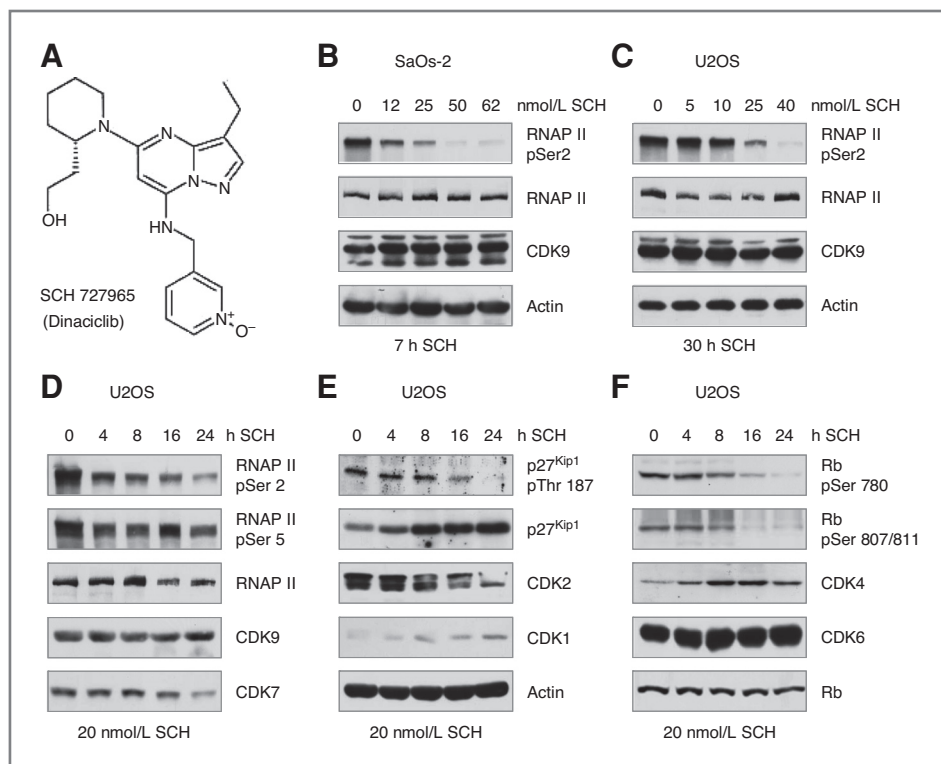 A
N
N
N
N
OH
HN
N+
O−
SCH 727965
(Dinaciclib)
B
SaOs-2
0 12 25 50 62 nmol/L SCH
RNAP II
pSer2
RNAP II
CDK9
Actin
7 h SCH
C
U2OS
0 5 10 25 40 nmol/L SCH
RNAP II
pSer2
RNAP II
CDK9
Actin
30 h SCH
D
U2OS
0 4 8 16 24 h SCH
RNAP II
pSer 2
RNAP II
pSer 5
RNAP II
CDK9
CDK7
20 nmol/L SCH
E
U2OS
0 4 8 16 24 h SCH
p27Kip1
pThr 187
p27Kip1
CDK2
CDK1
Actin
20 nmol/L SCH
F
U2OS
0 4 8 16 24 h SCH
Rb
pSer 780
Rb
pSer 807/811
CDK4
CDK6
Rb
20 nmol/L SCH